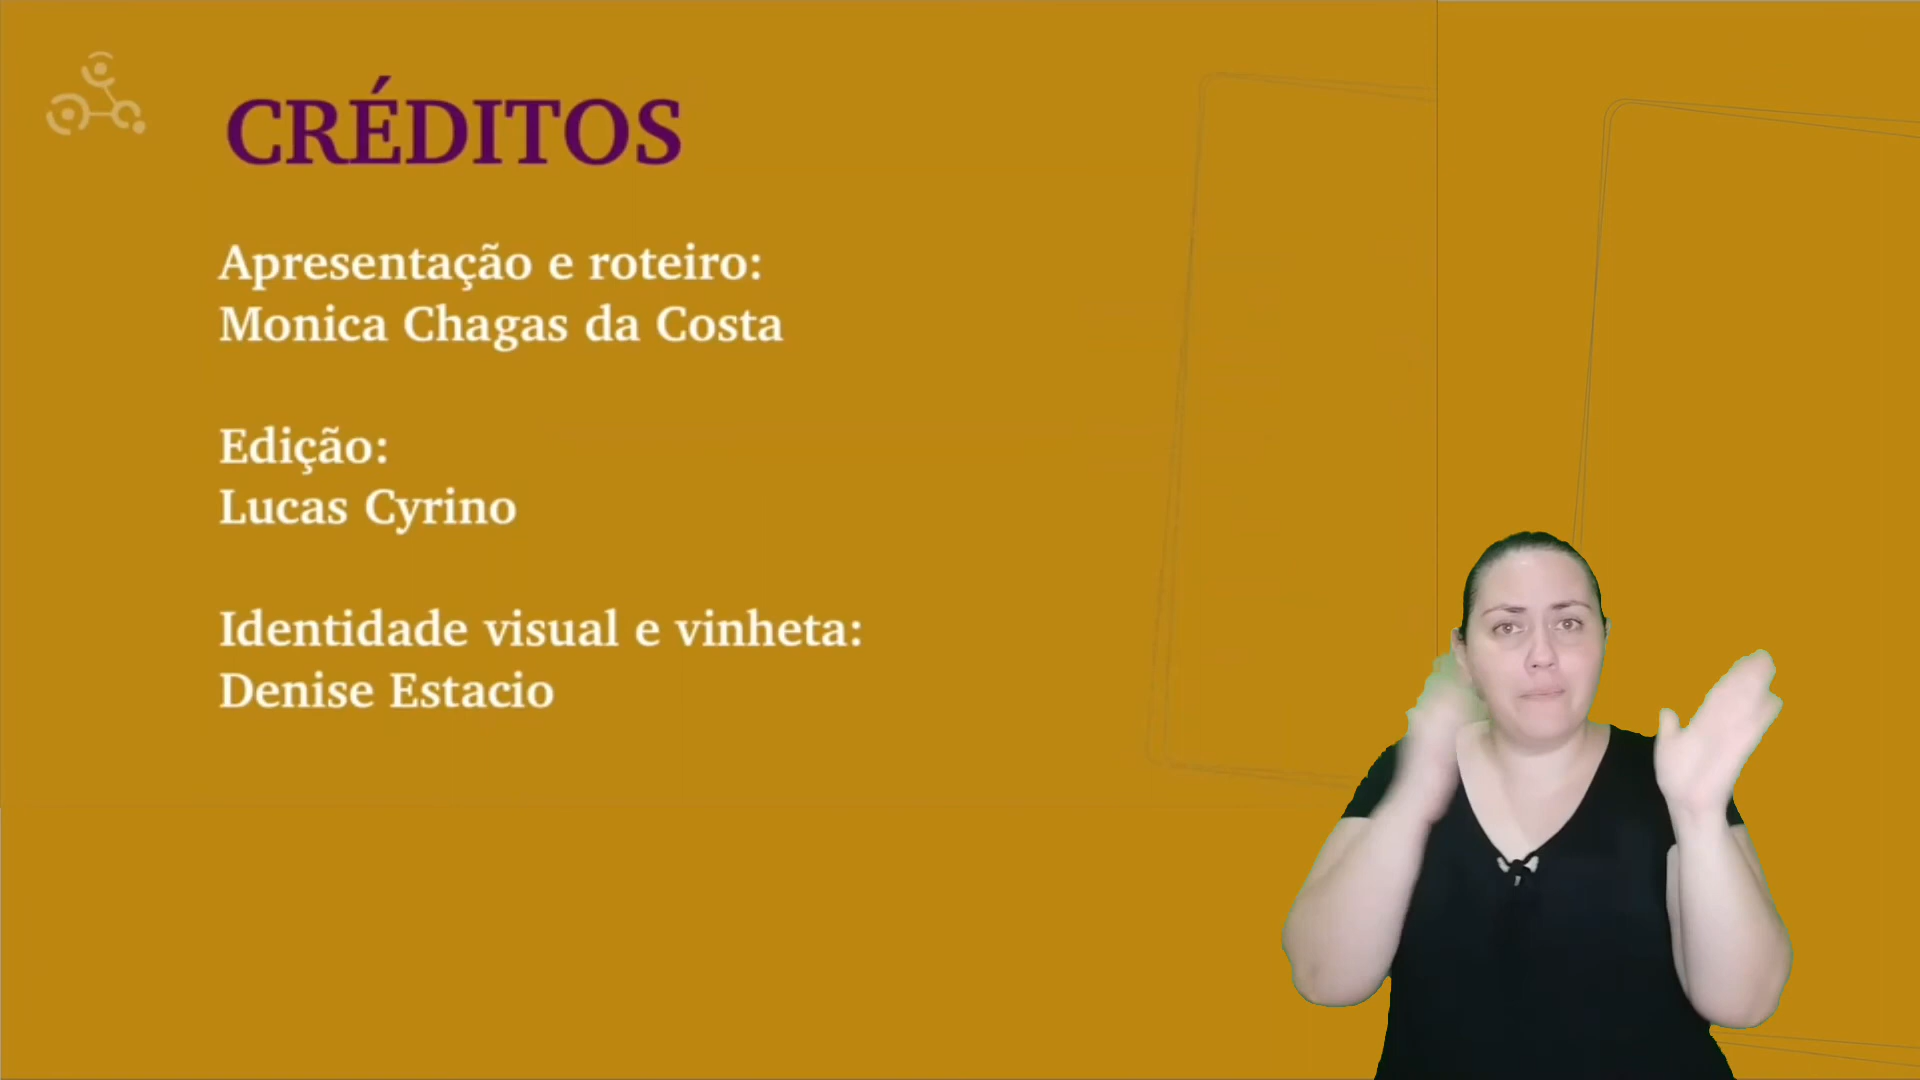 CRÉDITOS
Apresentação e roteiro:
Monica Chagas da Costa
Edição:
Lucas Cyrino
Identidade visual e vinheta:
Denise Estacio